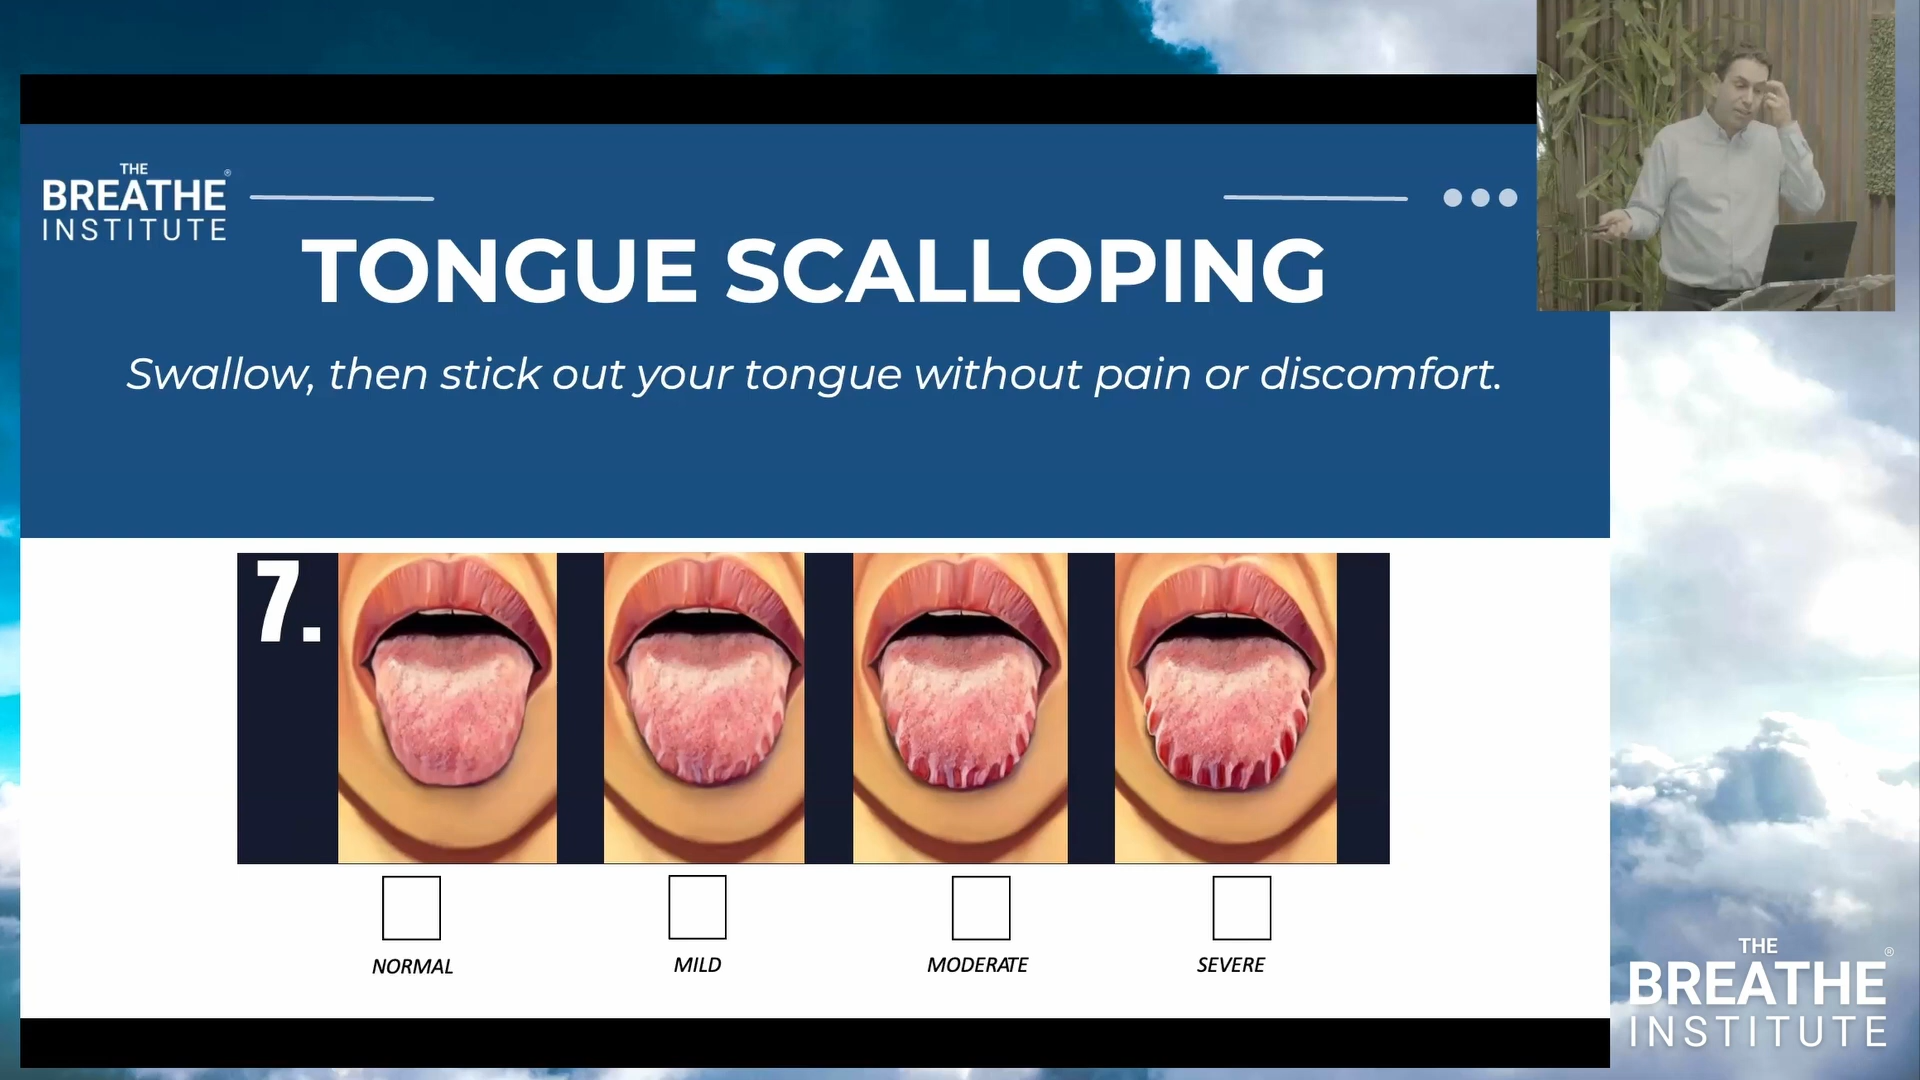 THE
BREATHE®
INSTITUTE
TONGUE SCALLOPING
Swallow, then stick out your tongue without pain or discomfort.
7.
NORMAL
MILD
MODERATE
SEVERE
THE
BREATHE®
INSTITUTE